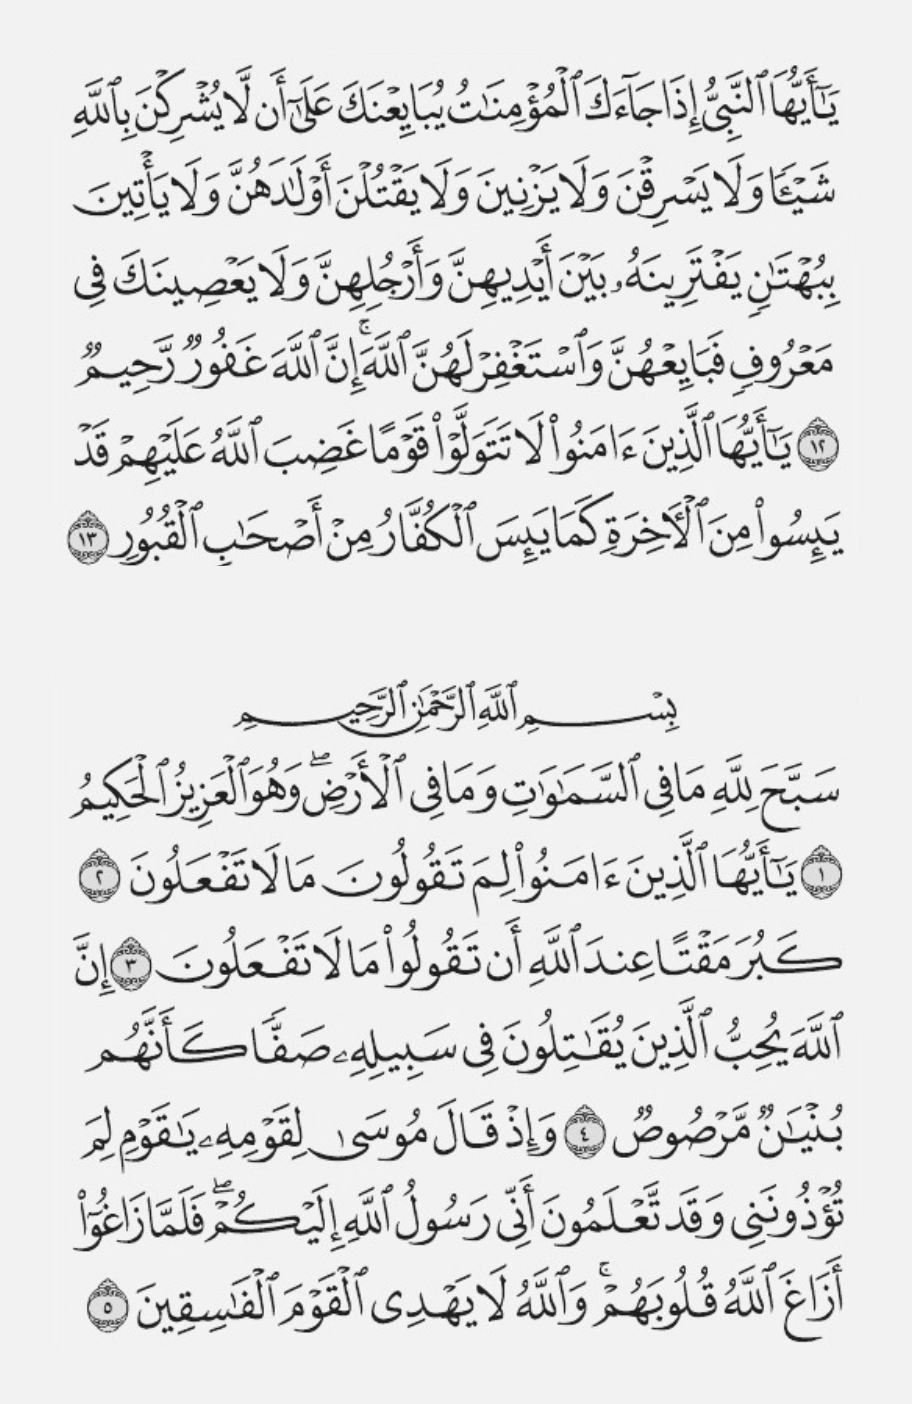 يَٰٓأَيُّهَا ٱلنَّبِيُّ إِذَا جَآءَكَ ٱلْمُؤْمِنَٰتُ يُبَايِعْنَكَ عَلَىٰٓ أَن لَّا يُشْرِكْنَ بِٱللَّهِ
شَيْـًٔا وَلَا يَسْرِقْنَ وَلَا يَزْنِينَ وَلَا يَقْتُلْنَ أَوْلَٰدَهُنَّ وَلَا يَأْتِينَ
بِبُهْتَٰنٍ يَفْتَرِينَهُۥ بَيْنَ أَيْدِيهِنَّ وَأَرْجُلِهِنَّ وَلَا يَعْصِينَكَ فِى
مَعْرُوفٍ فَبَايِعْهُنَّ وَٱسْتَغْفِرْ لَهُنَّ ٱللَّهَ ۚ إِنَّ ٱللَّهَ غَفُورٌ رَّحِيمٌ
١٢ يَٰٓأَيُّهَا ٱلَّذِينَ ءَامَنُوا۟ لَا تَتَوَلَّوْا۟ قَوْمًا غَضِبَ ٱللَّهُ عَلَيْهِمْ قَدْ
يَئِسُوا۟ مِنَ ٱلْءَاخِرَةِ كَمَا يَئِسَ ٱلْكُفَّارُ مِنْ أَصْحَٰبِ ٱلْقُبُورِ ١٣
بِسْمِ ٱللَّهِ ٱلرَّحْمَٰنِ ٱلرَّحِيمِ
سَبَّحَ لِلَّهِ مَا فِى ٱلسَّمَٰوَٰتِ وَمَا فِى ٱلْأَرْضِ ۖ وَهُوَ ٱلْعَزِيزُ ٱلْحَكِيمُ
١ يَٰٓأَيُّهَا ٱلَّذِينَ ءَامَنُوا۟ لِمَ تَقُولُونَ مَا لَا تَفْعَلُونَ ٢
كَبُرَ مَقْتًا عِندَ ٱللَّهِ أَن تَقُولُوا۟ مَا لَا تَفْعَلُونَ ٣ إِنَّ
ٱللَّهَ يُحِبُّ ٱلَّذِينَ يُقَٰتِلُونَ فِى سَبِيلِهِۦ صَفًّا كَأَنَّهُم
بُنْيَٰنٌ مَّرْصُوصٌ ٤ وَإِذْ قَالَ مُوسَىٰ لِقَوْمِهِۦ يَٰقَوْمِ لِمَ
تُؤْذُونَنِى وَقَد تَّعْلَمُونَ أَنِّى رَسُولُ ٱللَّهِ إِلَيْكُمْ ۖ فَلَمَّا زَاغُوٓا۟
أَزَاغَ ٱللَّهُ قُلُوبَهُمْ ۚ وَٱللَّهُ لَا يَهْدِى ٱلْقَوْمَ ٱلْفَٰسِقِينَ ٥